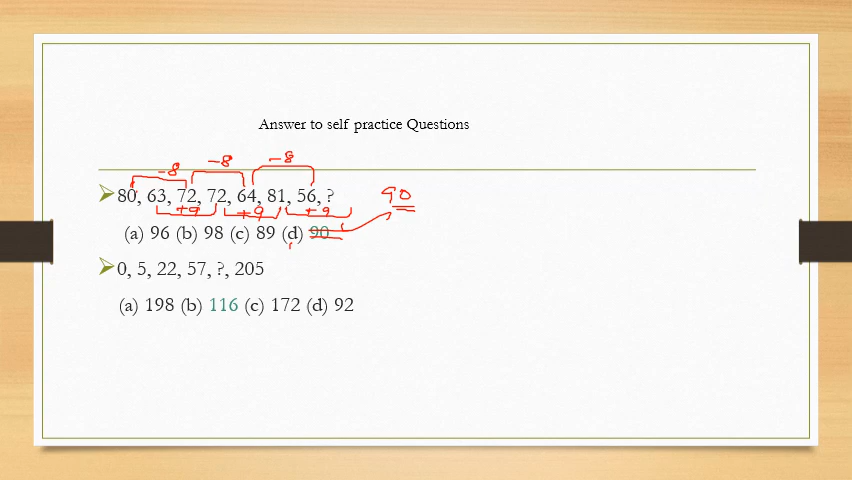 Answer to self practice Questions
-8 -8 -8
80, 63, 72, 72, 64, 81, 56, ?
90
+9 +9 +9
(a) 96 (b) 98 (c) 89 (d) 90
0, 5, 22, 57, ?, 205
(a) 198 (b) 116 (c) 172 (d) 92